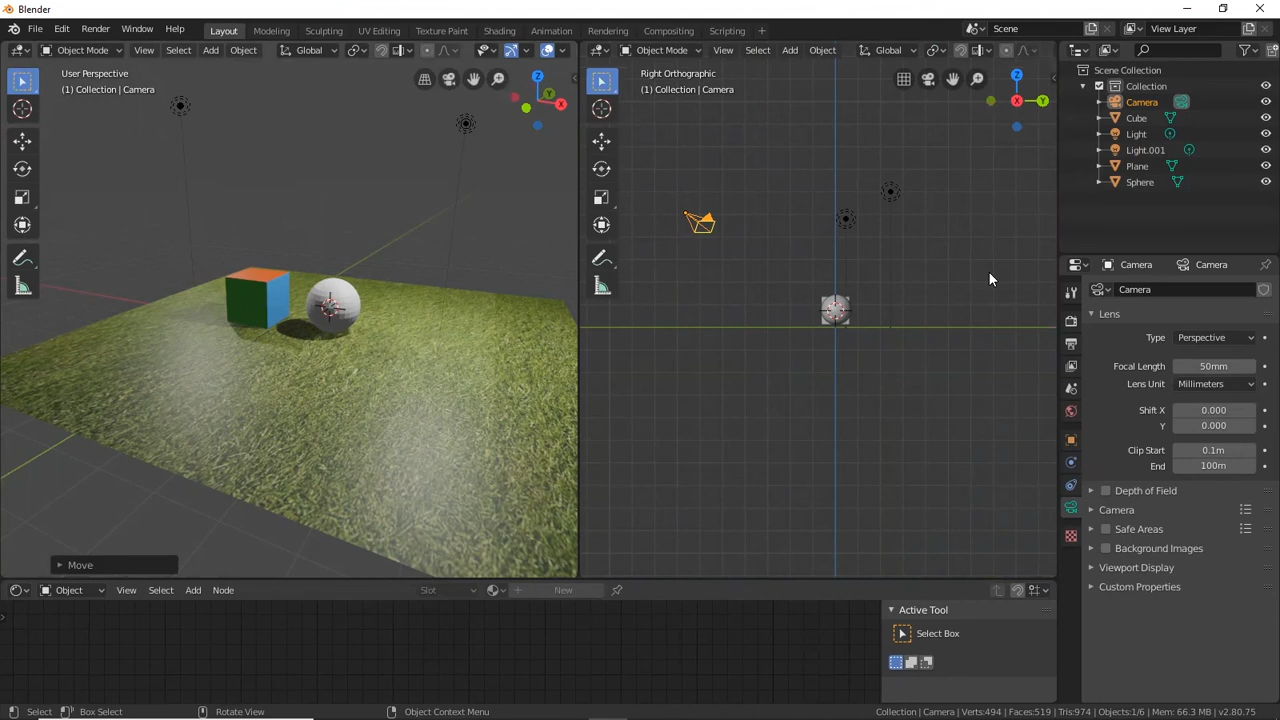 Blender
File Edit Render Window Help
Layout Modeling Sculpting UV Editing Texture Paint Shading Animation Rendering Compositing Scripting +
Scene
View Layer
Object Mode View Select Add Object Global
Object Mode View Select Add Object Global
User Perspective
(1) Collection | Camera
Z
Y
X
Right Orthographic
(1) Collection | Camera
Z
X
Y
Scene Collection
Collection
Camera
Cube
Light
Light.001
Plane
Sphere
Camera Camera
Camera
Lens
Type Perspective
Focal Length 50mm
Lens Unit Millimeters
Shift X 0.000
Y 0.000
Clip Start 0.1m
End 100m
Depth of Field
Camera
Safe Areas
Background Images
Viewport Display
Custom Properties
Move
Object View Select Add Node Slot New
Active Tool
Select Box
Select Box Select Rotate View Object Context Menu
Collection | Camera | Verts:494 | Faces:519 | Tris:974 | Objects:1/6 | Mem: 66.3 MB | v2.80.75